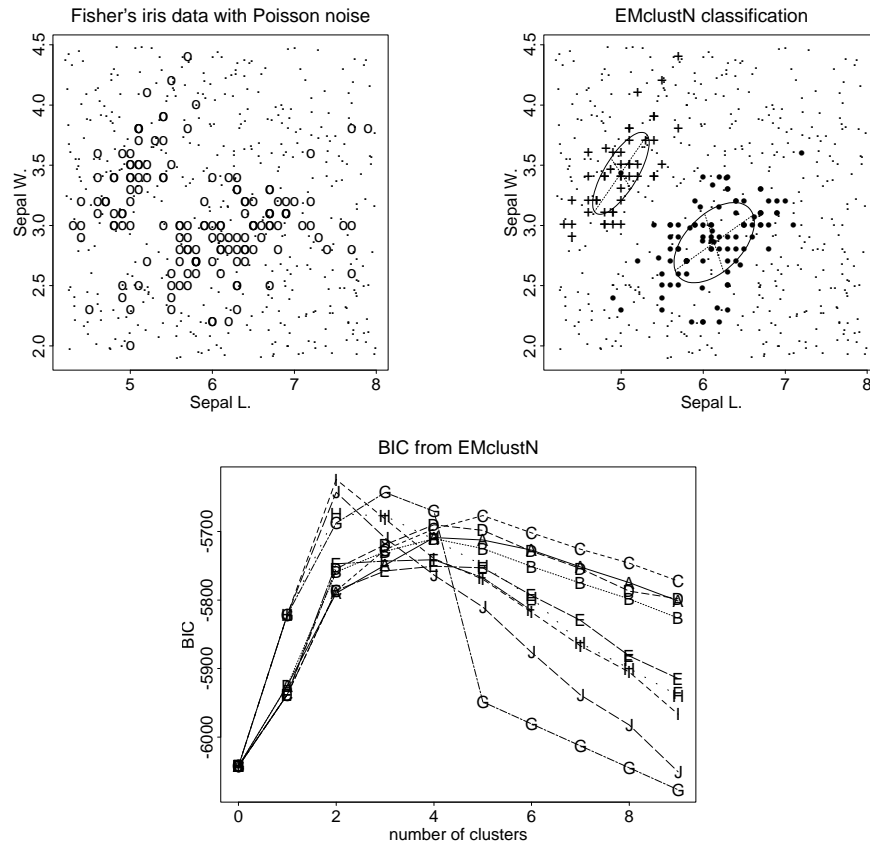 Fisher's iris data with Poisson noise
Sepal W.
4.5
4.0
3.5
3.0
2.5
2.0
5 6 7 8
Sepal L.
EMclustN classification
Sepal W.
4.5
4.0
3.5
3.0
2.5
2.0
5 6 7 8
Sepal L.
BIC from EMclustN
BIC
-5700
-5800
-5900
-6000
0 2 4 6 8
number of clusters